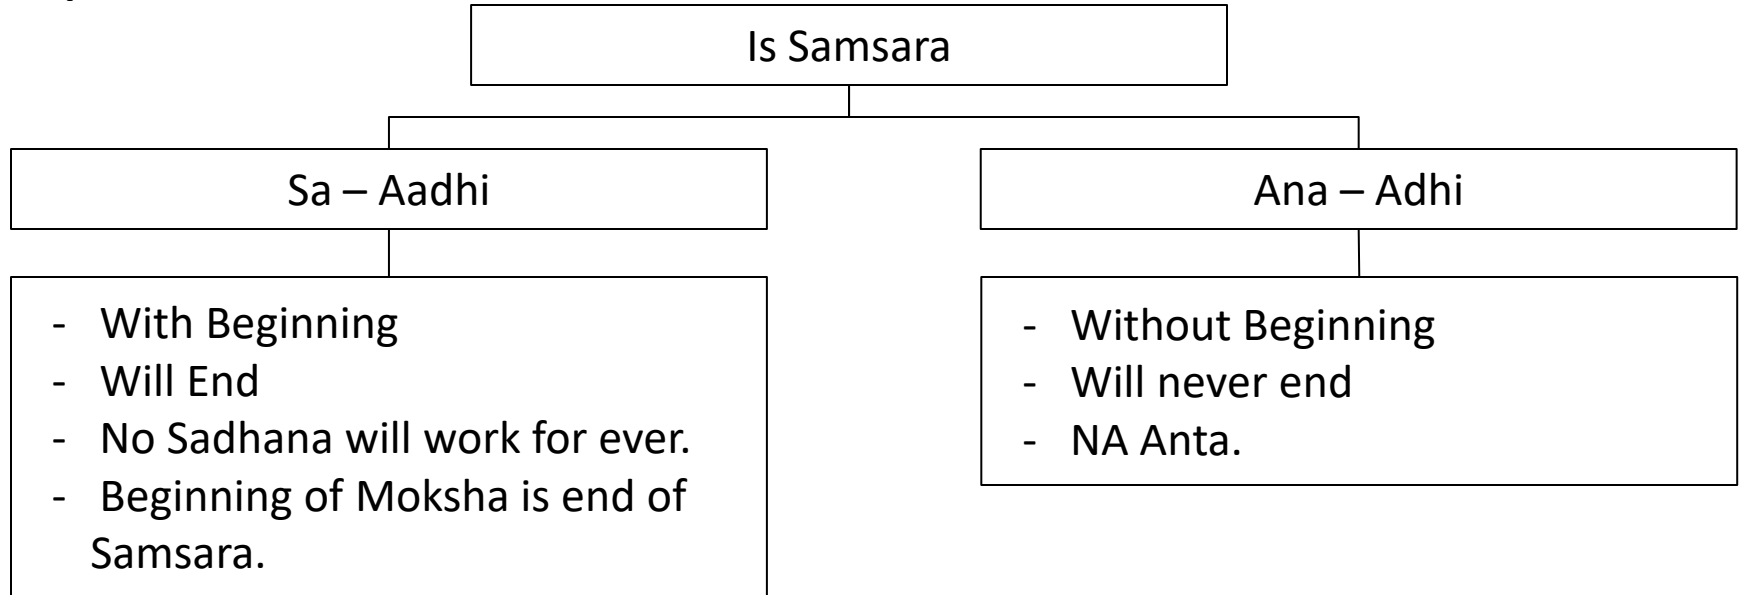 Is Samsara
Sa – Aadhi
Ana – Adhi
- With Beginning
- Will End
- No Sadhana will work for ever.
- Beginning of Moksha is end of
Samsara.
- Without Beginning
- Will never end
- NA Anta.